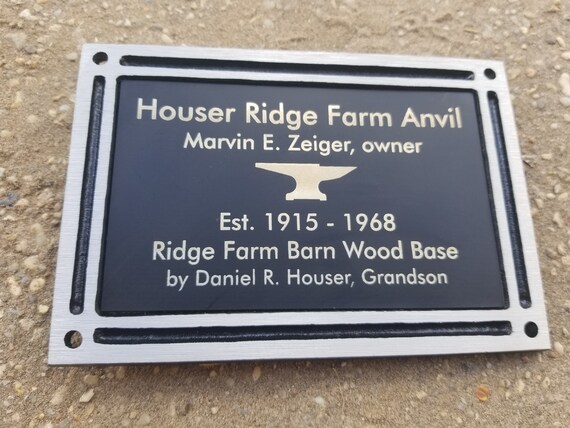 Houser Ridge Farm Anvil
Marvin E. Zeiger, owner
Est. 1915 - 1968
Ridge Farm Barn Wood Base
by Daniel R. Houser, Grandson